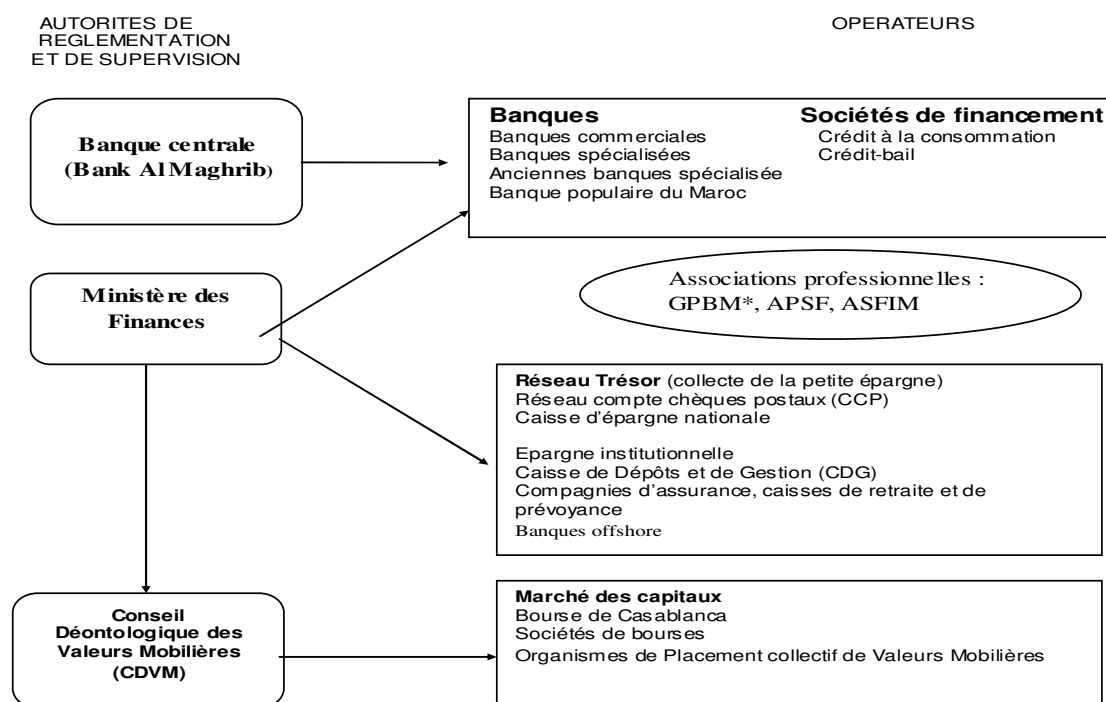 AUTORITES DE
REGLEMENTATION
ET DE SUPERVISION
OPERATEURS
Banque centrale
(Bank Al Maghrib)
Banques
Banques commerciales
Banques spécialisées
Anciennes banques spécialisée
Banque populaire du Maroc
Sociétés de financement
Crédit à la consommation
Crédit-bail
Ministère des
Finances
Associations professionnelles :
GPBM*, APSF, ASFIM
Réseau Trésor (collecte de la petite épargne)
Réseau compte chèques postaux (CCP)
Caisse d'épargne nationale
Epargne institutionnelle
Caisse de Dépôts et de Gestion (CDG)
Compagnies d'assurance, caisses de retraite et de
prévoyance
Banques offshore
Conseil
Déontologique des
Valeurs Mobilières
(CDVM)
Marché des capitaux
Bourse de Casablanca
Sociétés de bourses
Organismes de Placement collectif de Valeurs Mobilières